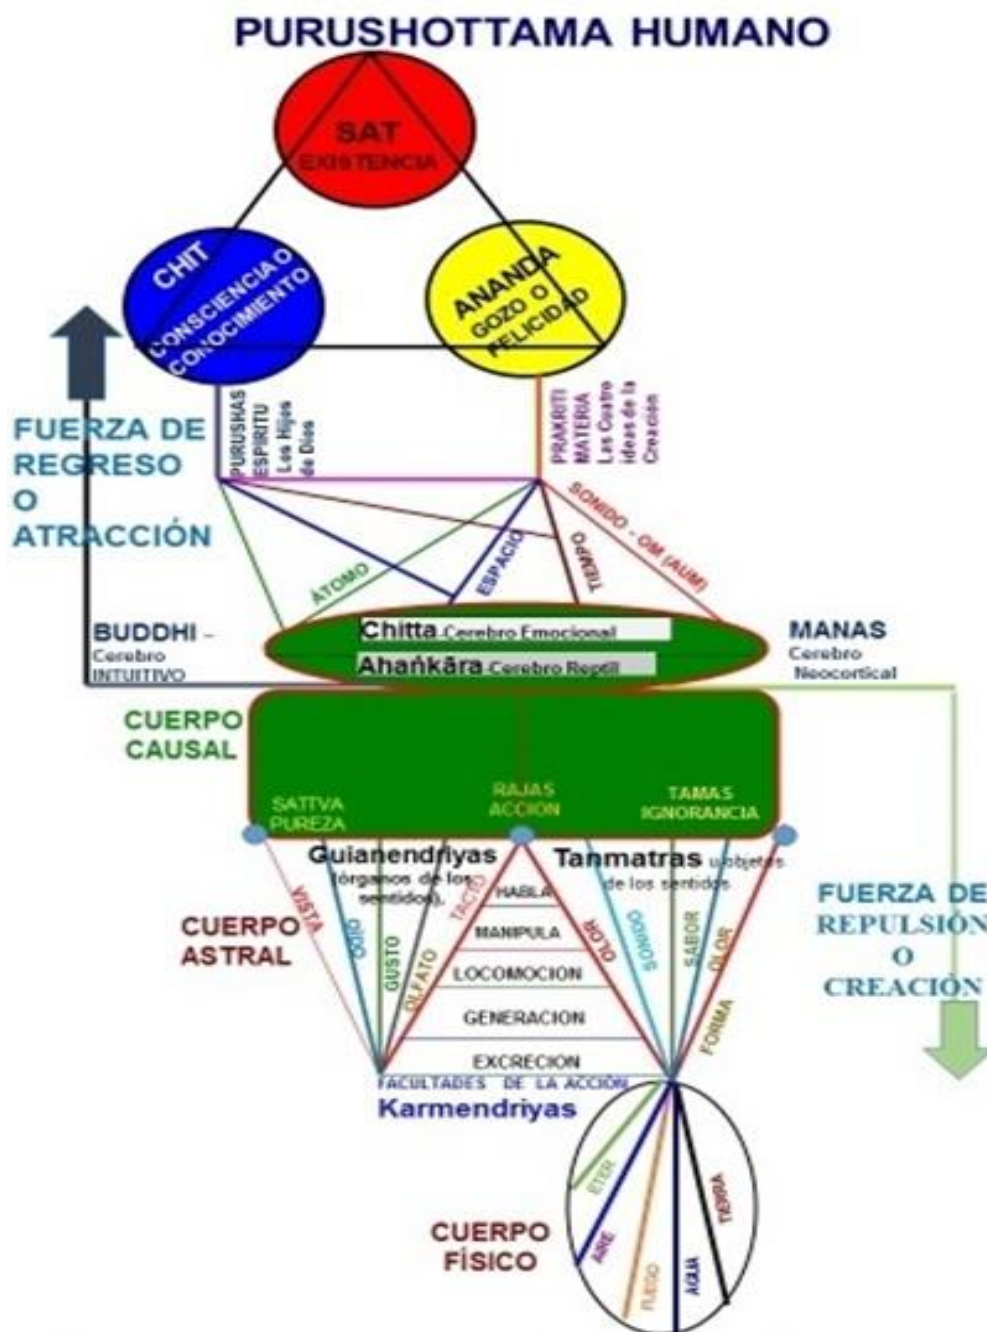 PURUSHOTTAMA HUMANO
SAT
EXISTENCIA
CHIT
CONSCIENCIA O
CONOCIMIENTO
ANANDA
GOZO O
FELICIDAD
FUERZA DE
REGRESO
O
ATRACCIÓN
PURUSHAS
ESPIRITU
Los Hijos
de Dios
PRAKRITI
MATERIA
Las Cuatro
ideas de la
Creación
ÁTOMO
ESPACIO
TIEMPO
SONIDO - OM (AUM)
BUDDHI –
Cerebro
INTUITIVO
Chitta-Cerebro Emocional
Ahaṅkāra-Cerebro Reptil
MANAS
Cerebro
Neocortical
CUERPO
CAUSAL
SATTVA
PUREZA
RAJAS
ACCION
TAMAS
IGNORANCIA
Guianendriyas
(órganos de los
sentidos),
Tanmatras u objetos
de los sentidos
CUERPO
ASTRAL
VISTA
OIDO
GUSTO
OLFATO
TACTO
HABLA
MANIPULA
LOCOMOCION
GENERACION
EXCRECION
OLOR
SONIDO
SABOR
OLOR
FORMA
FUERZA DE
REPULSIÓN
O
CREACIÓN
FACULTADES DE LA ACCIÓN
Karmendriyas
CUERPO
FÍSICO
ETER
AIRE
FUEGO
AGUA
TIERRA